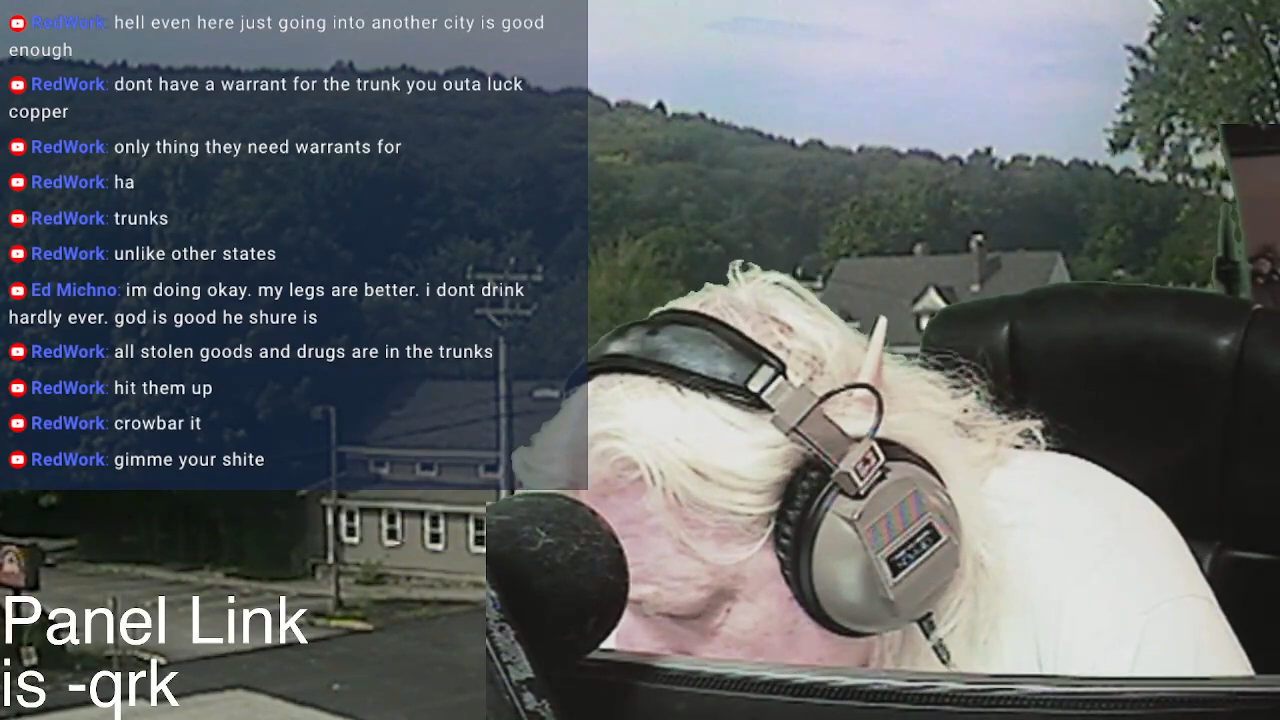 RedWork: hell even here just going into another city is good
enough
RedWork: dont have a warrant for the trunk you outa luck
copper
RedWork: only thing they need warrants for
RedWork: ha
RedWork: trunks
RedWork: unlike other states
Ed Michno: im doing okay. my legs are better. i dont drink
hardly ever. god is good he shure is
RedWork: all stolen goods and drugs are in the trunks
RedWork: hit them up
RedWork: crowbar it
RedWork: gimme your shite
Panel Link
is -qrk